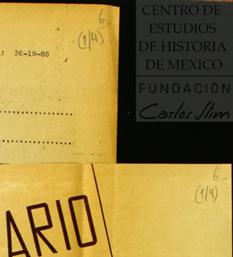 6
(1/4)
CENTRO DE
ESTUDIOS
DE HISTORIA
DE MEXICO
FUNDACIÓN
Carlos Slim
: 26-19-85
6
(1/4)
ARIO